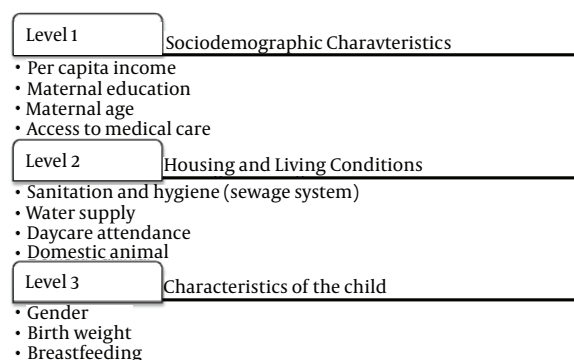 Level 1
Sociodemographic Charavteristics
• Per capita income
• Maternal education
• Maternal age
• Access to medical care
Level 2
Housing and Living Conditions
• Sanitation and hygiene (sewage system)
• Water supply
• Daycare attendance
• Domestic animal
Level 3
Characteristics of the child
• Gender
• Birth weight
• Breastfeeding